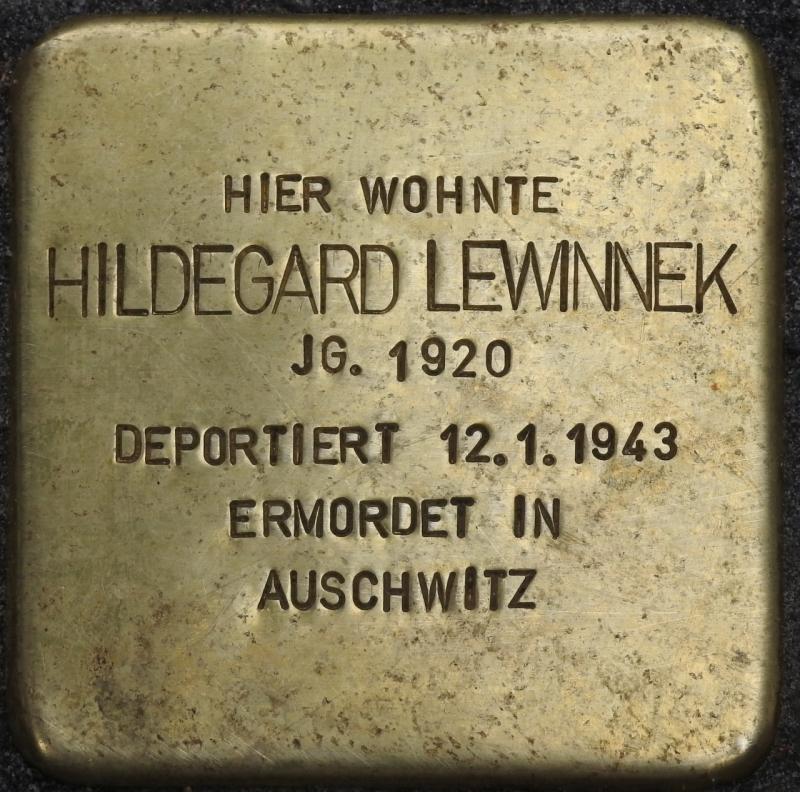 HIER WOHNTE
HILDEGARD LEWINNEK
JG. 1920
DEPORTIERT 12.1.1943
ERMORDET IN
AUSCHWITZ